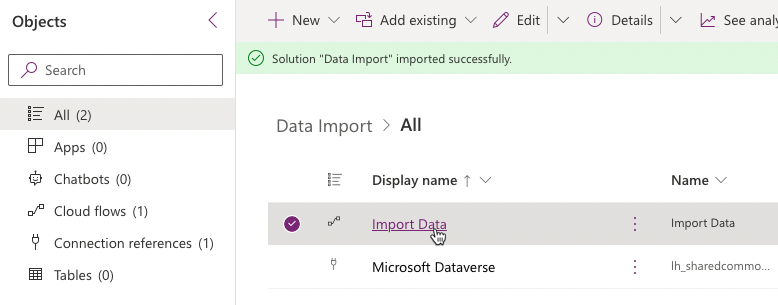 Objects
Search
All (2)
Apps (0)
Chatbots (0)
Cloud flows (1)
Connection references (1)
Tables (0)
New Add existing Edit Details See analy
Solution "Data Import" imported successfully.
Data Import > All
Display name ↑ Name
Import Data Import Data
Microsoft Dataverse lh_sharedcommo...